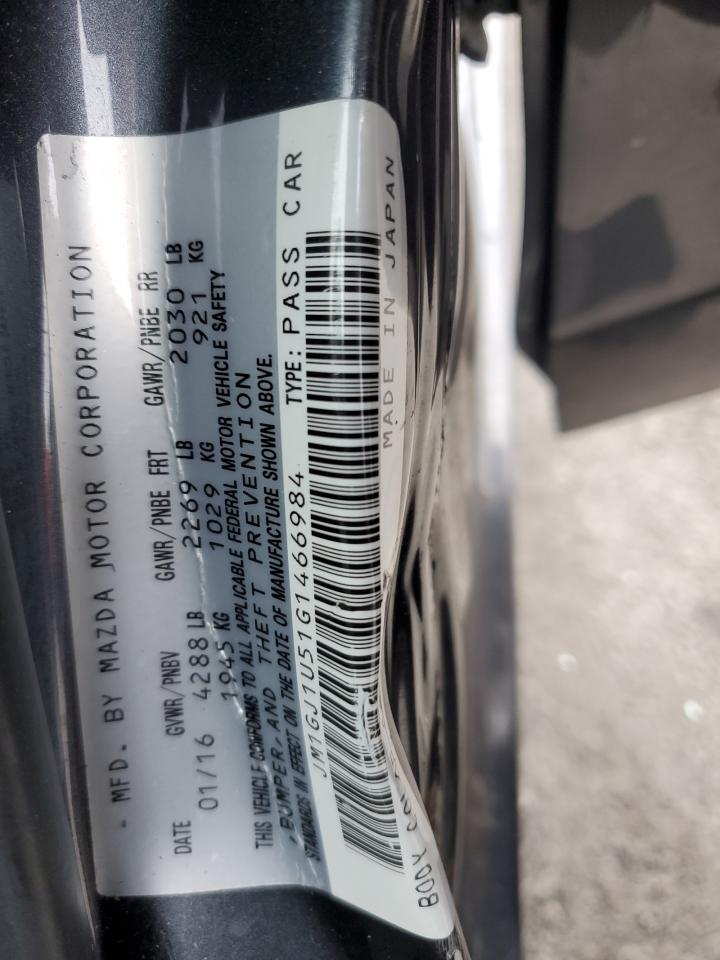 - MFD. BY MAZDA MOTOR CORPORATION
DATE GVWR/PNBV GAWR/PNBE FRT GAWR/PNBE RR
01/16 4288 LB 2269 LB 2030 LB
1945 KG 1029 KG 921 KG
THIS VEHICLE CONFORMS TO ALL APPLICABLE FEDERAL MOTOR VEHICLE SAFETY
BUMPER, AND THEFT PREVENTION
STANDARDS IN EFFECT ON THE DATE OF MANUFACTURE SHOWN ABOVE.
JM1GJ1U51G1466984 TYPE: PASS CAR
BODY MADE IN JAPAN